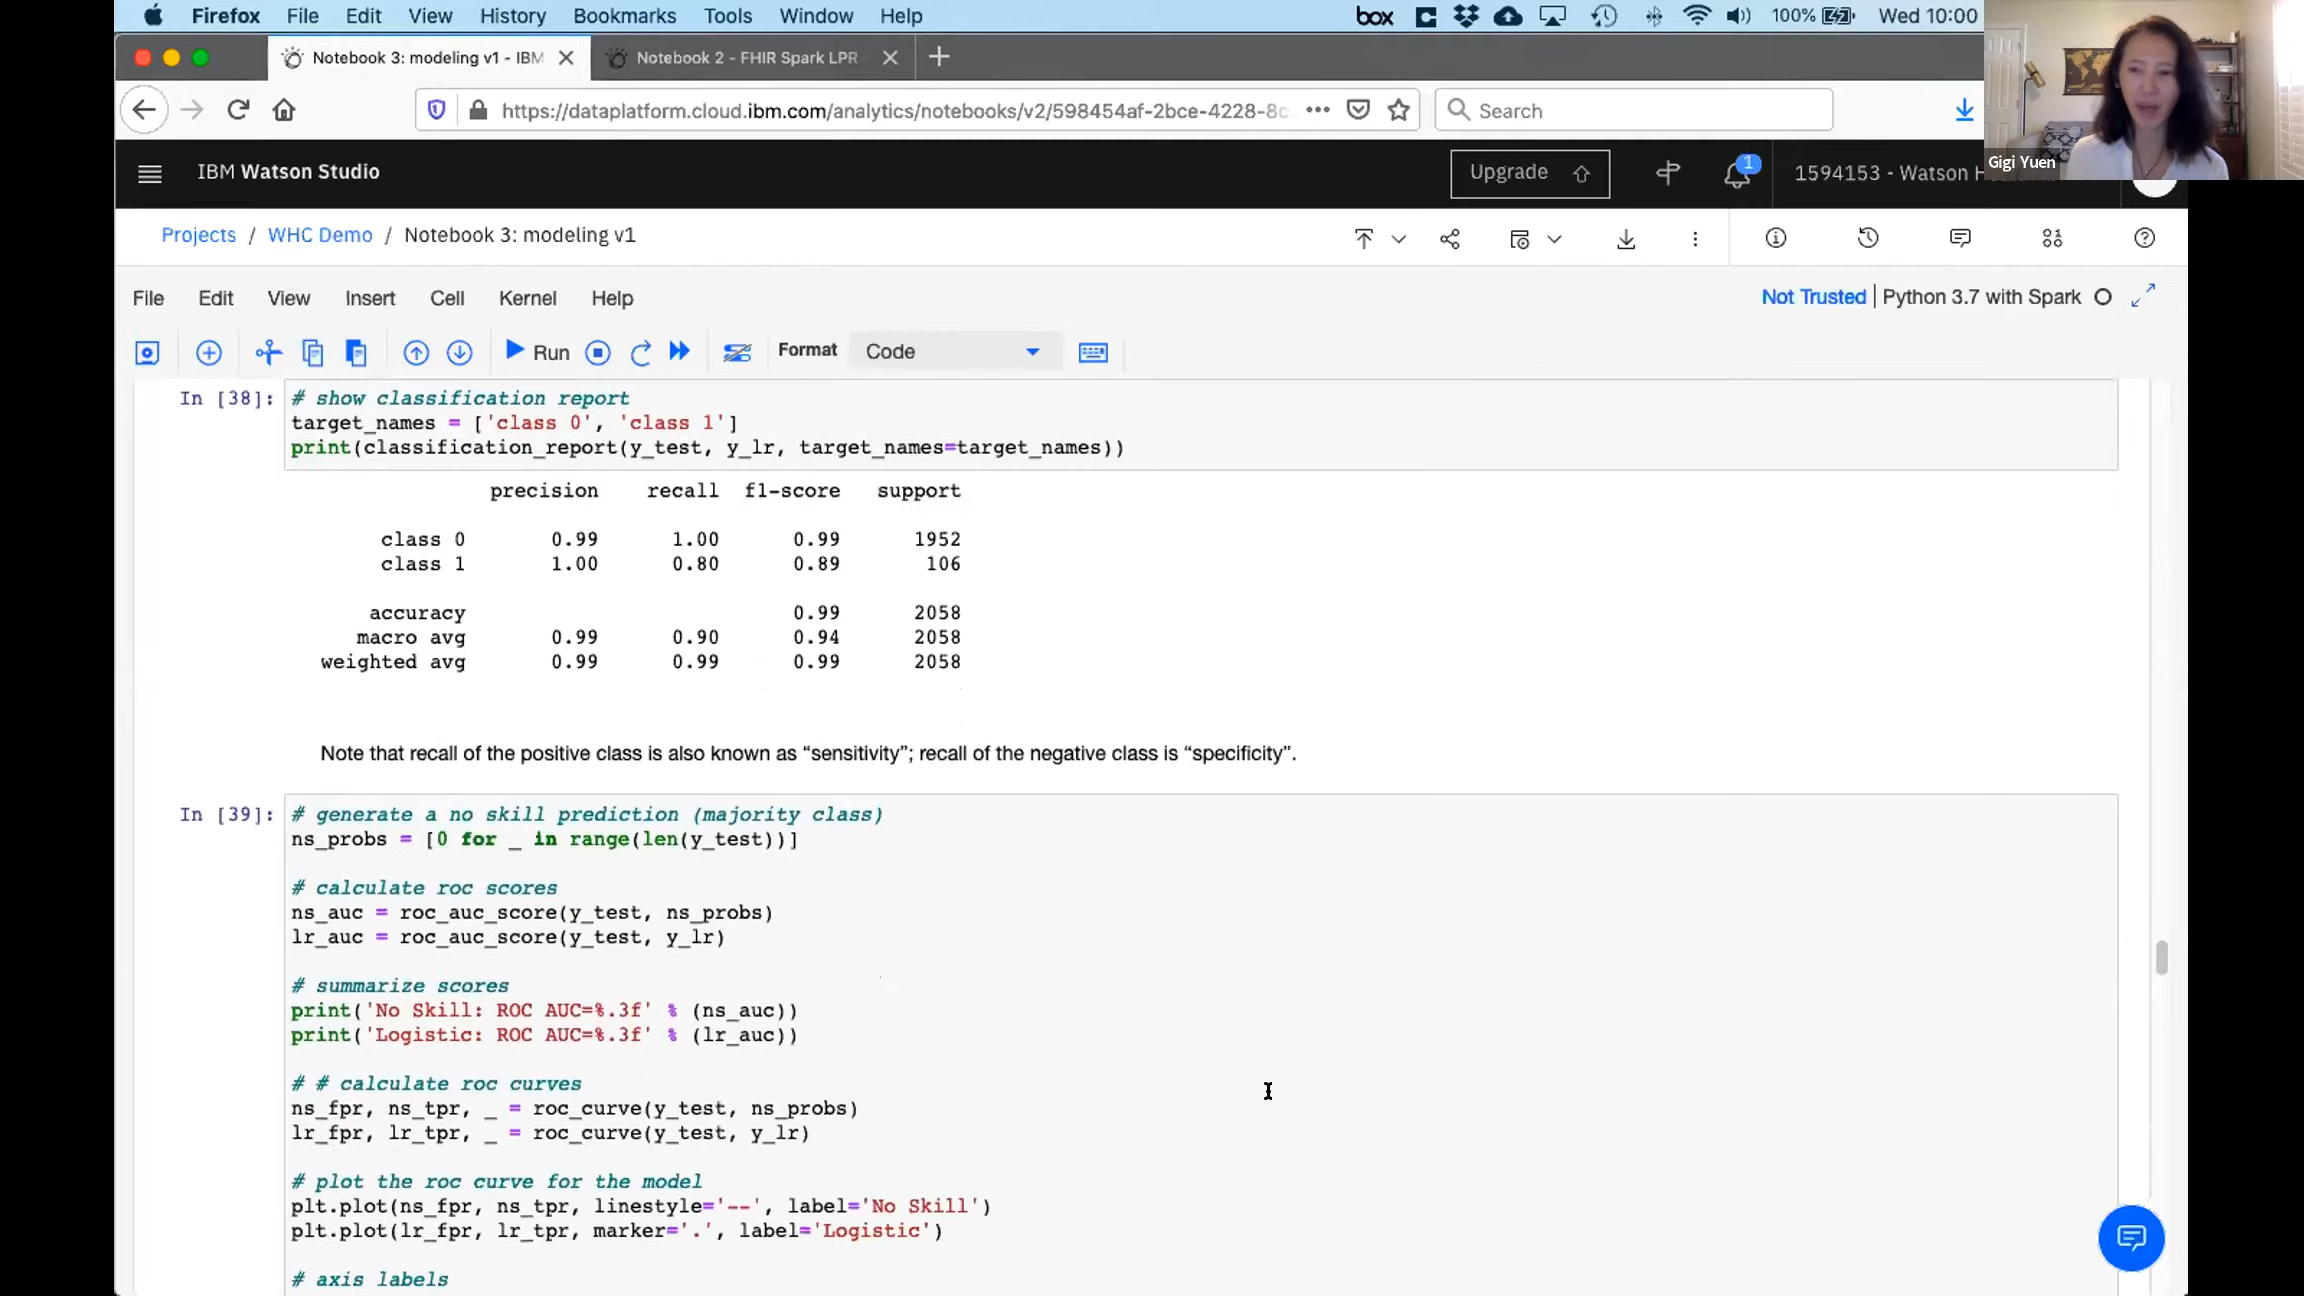 Firefox File Edit View History Bookmarks Tools Window Help box 100% Wed 10:00
Notebook 3: modeling v1 - IBM Notebook 2 - FHIR Spark LPR
https://dataplatform.cloud.ibm.com/analytics/notebooks/v2/598454af-2bce-4228-8c Search
Gigi Yuen
IBM Watson Studio Upgrade 1 1594153 - Watson
Projects / WHC Demo / Notebook 3: modeling v1
File Edit View Insert Cell Kernel Help Not Trusted | Python 3.7 with Spark
Run Format Code
In [38]: # show classification report
target_names = ['class 0', 'class 1']
print(classification_report(y_test, y_lr, target_names=target_names))
precision recall f1-score support
class 0 0.99 1.00 0.99 1952
class 1 1.00 0.80 0.89 106
accuracy 0.99 2058
macro avg 0.99 0.90 0.94 2058
weighted avg 0.99 0.99 0.99 2058
Note that recall of the positive class is also known as “sensitivity”; recall of the negative class is “specificity”.
In [39]: # generate a no skill prediction (majority class)
ns_probs = [0 for _ in range(len(y_test))]
# calculate roc scores
ns_auc = roc_auc_score(y_test, ns_probs)
lr_auc = roc_auc_score(y_test, y_lr)
# summarize scores
print('No Skill: ROC AUC=%.3f' % (ns_auc))
print('Logistic: ROC AUC=%.3f' % (lr_auc))
# # calculate roc curves
ns_fpr, ns_tpr, _ = roc_curve(y_test, ns_probs)
lr_fpr, lr_tpr, _ = roc_curve(y_test, y_lr)
# plot the roc curve for the model
plt.plot(ns_fpr, ns_tpr, linestyle='--', label='No Skill')
plt.plot(lr_fpr, lr_tpr, marker='.', label='Logistic')
# axis labels